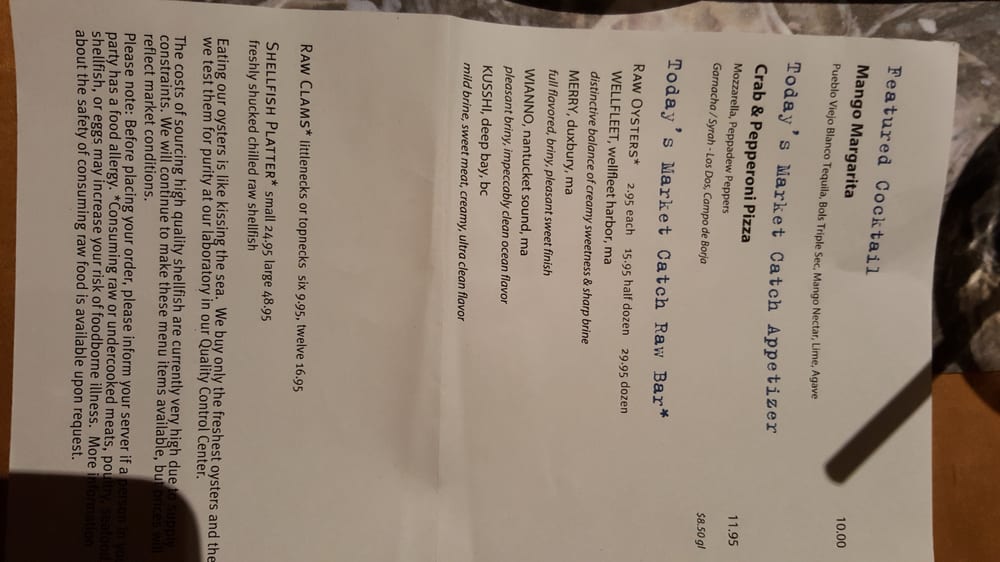 Featured Cocktail
Mango Margarita 10.00
Pueblo Viejo Blanco Tequila, Bols Triple Sec, Mango Nectar, Lime, Agave
Today's Market Catch Appetizer
Crab & Pepperoni Pizza 11.95
Mozzarella, Peppadew Peppers
Garnacha / Syrah - Los Dos, Campo de Borja $8.50 gl
Today's Market Catch Raw Bar*
RAW OYSTERS* 2.95 each 15.95 half dozen 29.95 dozen
WELLFLEET, wellfleet harbor, ma
distinctive balance of creamy sweetness & sharp brine
MERRY, duxbury, ma
full flavored, briny, pleasant sweet finish
WIANNO, nantucket sound, ma
pleasant briny, impeccably clean ocean flavor
KUSSHI, deep bay, bc
mild brine, sweet meat, creamy, ultra clean flavor
RAW CLAMS* littlenecks or topnecks six 9.95, twelve 16.95
SHELLFISH PLATTER* small 24.95 large 48.95
freshly shucked chilled raw shellfish
Eating our oysters is like kissing the sea. We buy only the freshest oysters and the
we test them for purity at our laboratory in our Quality Control Center.
The costs of sourcing high quality shellfish are currently very high due to supply
constraints. We will continue to make these menu items available, but prices will
reflect market conditions.
Please note: Before placing your order, please inform your server if a person in yo
party has a food allergy. *Consuming raw or undercooked meats, poultry, seafood
shellfish, or eggs may increase your risk of foodborne illness. More information
about the safety of consuming raw food is available upon request.